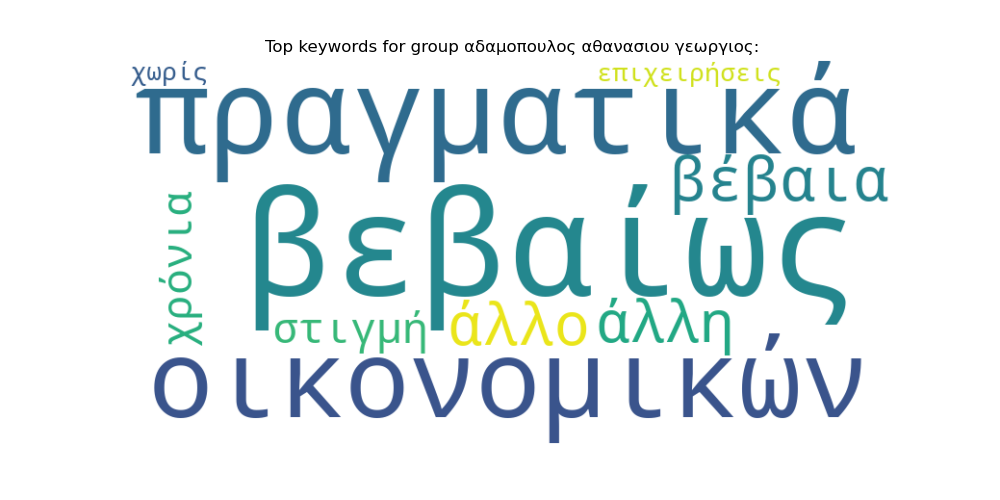 Top keywords for group αδαμοπουλος αθανασιου γεωργιος:
χωρίς
επιχειρήσεις
πραγματικά
βέβαια
χρόνια
βεβαίως
στιγμή
άλλο
άλλη
οικονομικών